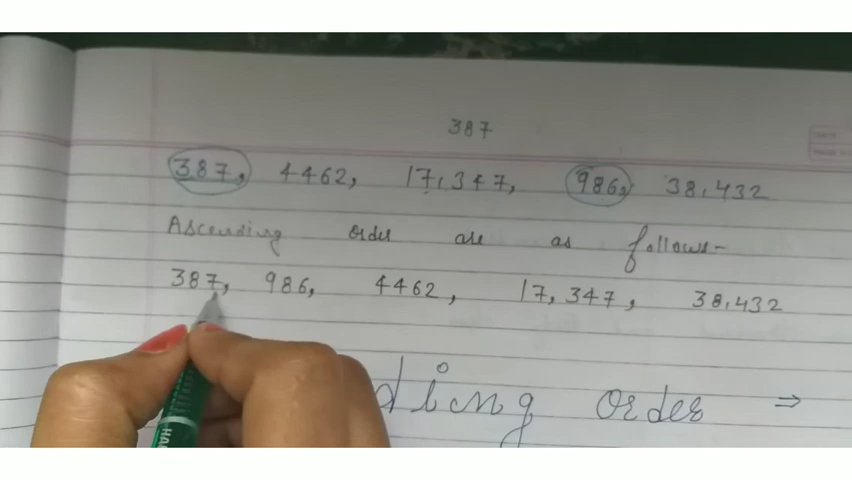 387
387, 4462, 17,347, 986, 38,432
Ascending order are as follows-
387, 986, 4462, 17,347, 38,432
order ⇒